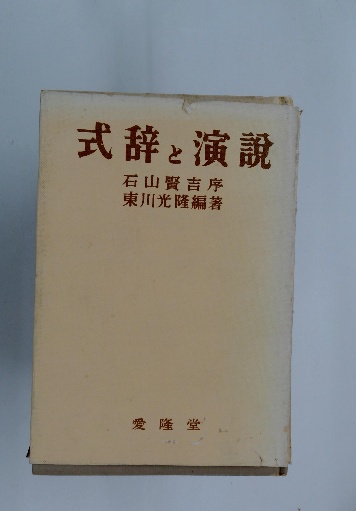 式辞と演説
石山賢吉序
東川光隆編著
愛隆堂